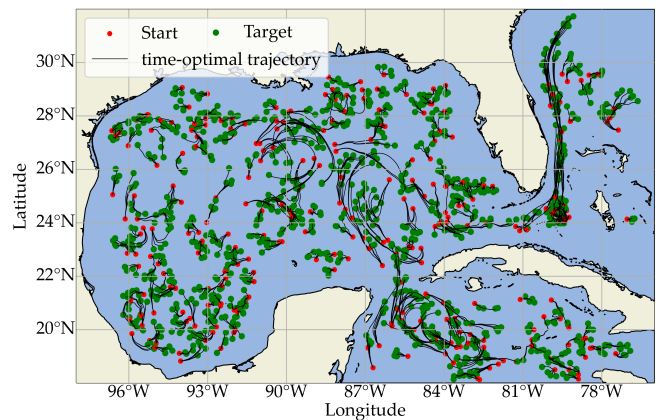 Start Target
time-optimal trajectory
30°N
28°N
26°N
24°N
22°N
20°N
Latitude
96°W 93°W 90°W 87°W 84°W 81°W 78°W
Longitude